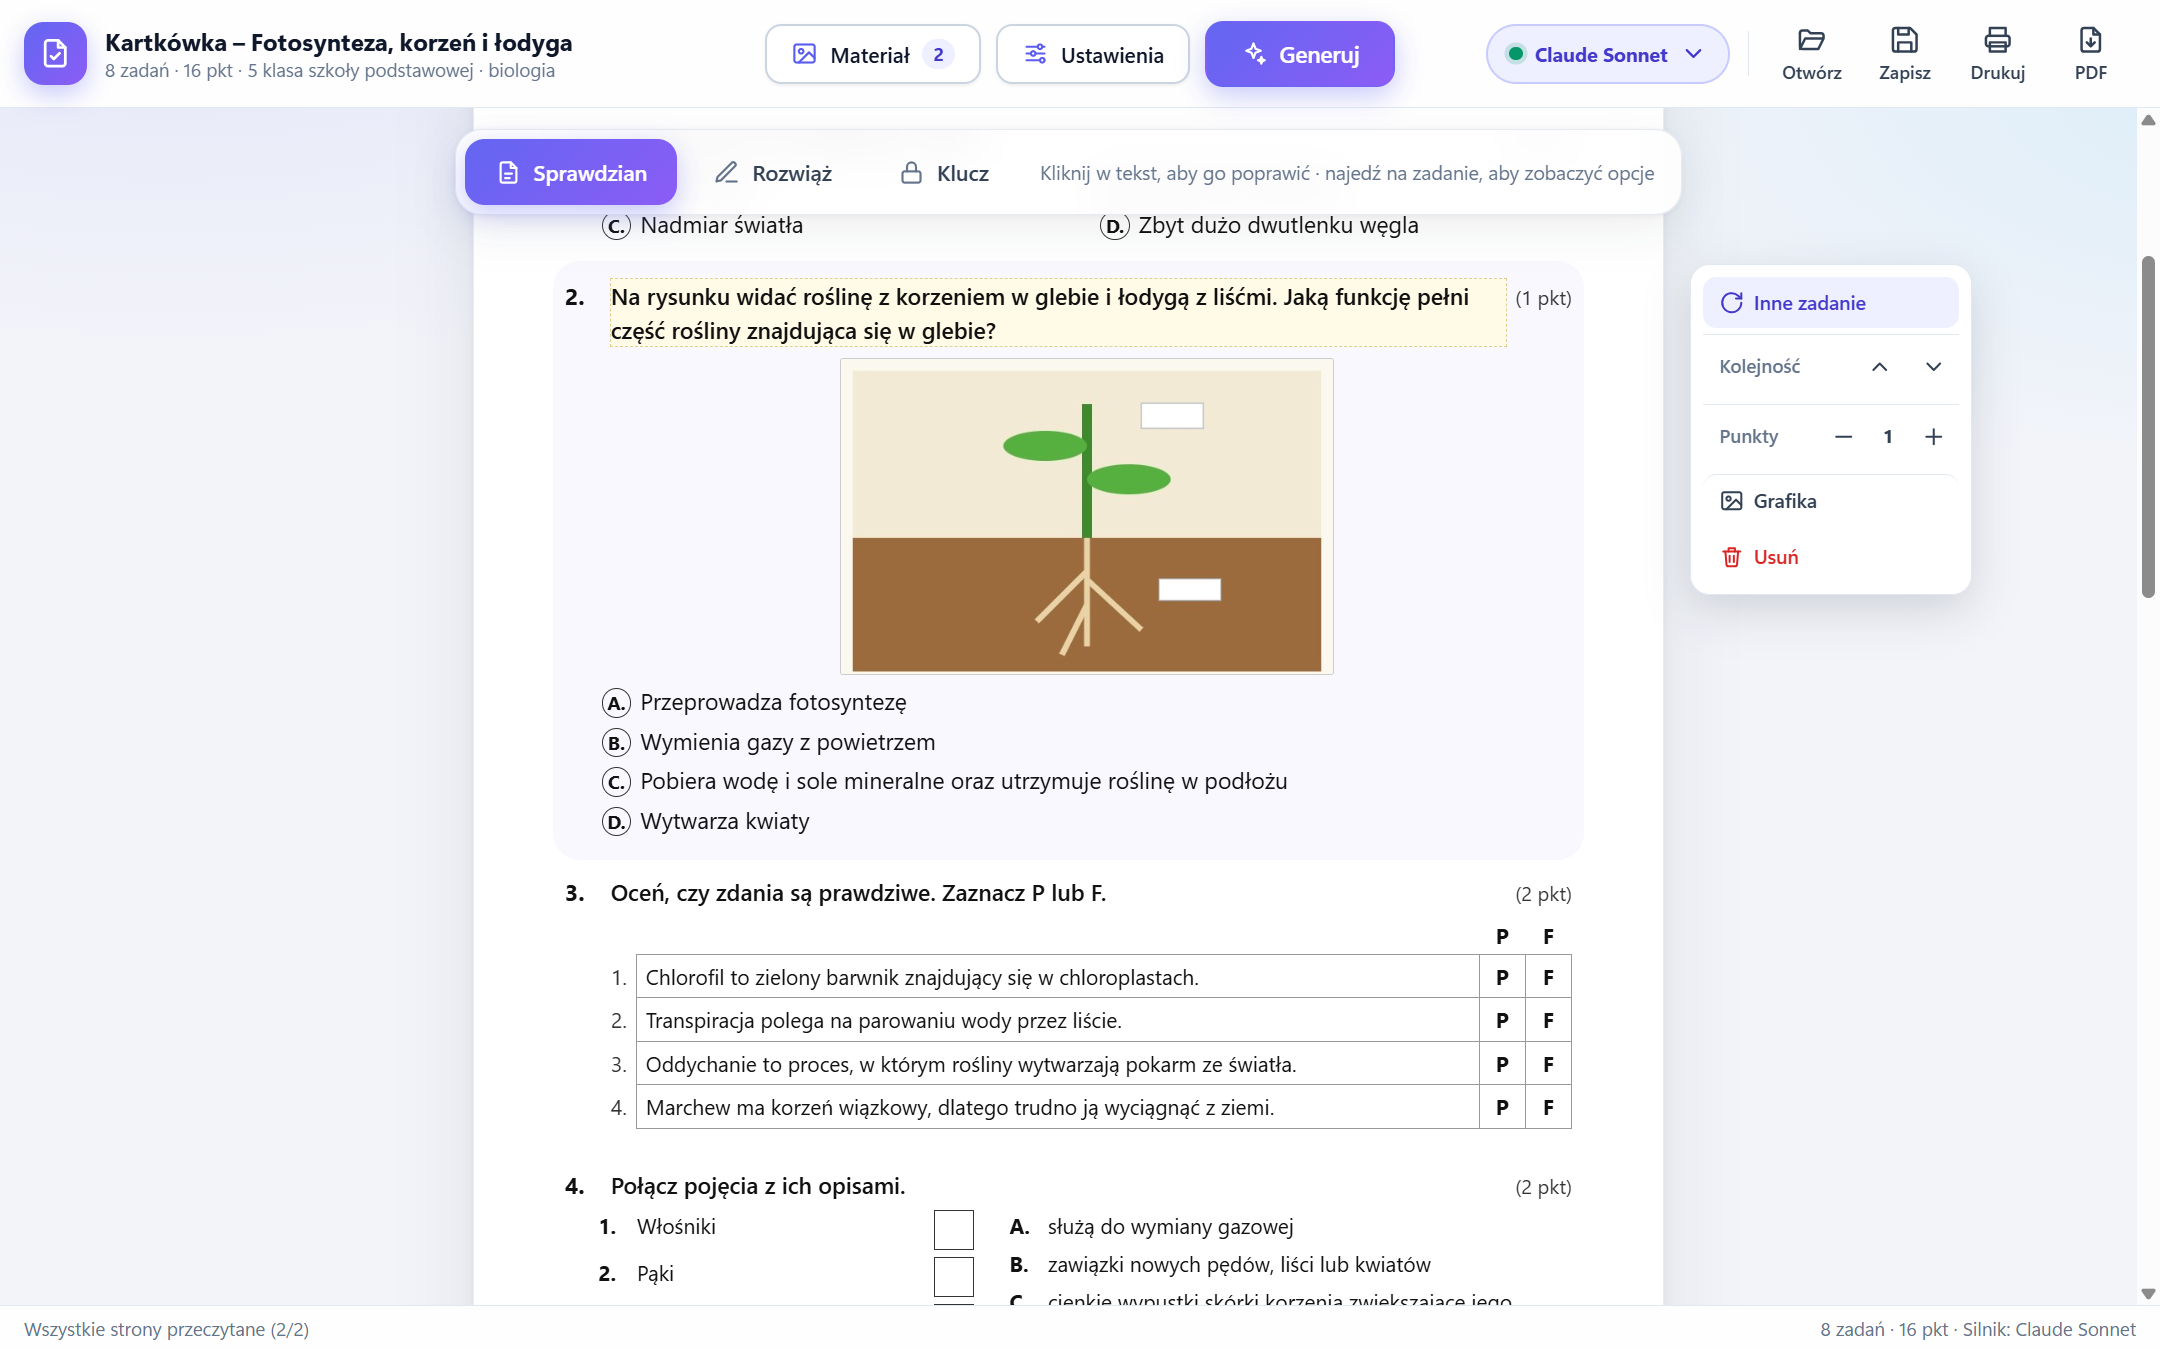 Kartkówka – Fotosynteza, korzeń i łodyga
8 zadań · 16 pkt · 5 klasa szkoły podstawowej · biologia
Materiał 2
Ustawienia
Generuj
Claude Sonnet
Otwórz
Zapisz
Drukuj
PDF
Sprawdzian
Rozwiąż
Klucz
Kliknij w tekst, aby go poprawić · najedź na zadanie, aby zobaczyć opcje
C. Nadmiar światła
D. Zbyt dużo dwutlenku węgla
2. Na rysunku widać roślinę z korzeniem w glebie i łodygą z liśćmi. Jaką funkcję pełni (1 pkt)
część rośliny znajdująca się w glebie?
A. Przeprowadza fotosyntezę
B. Wymienia gazy z powietrzem
C. Pobiera wodę i sole mineralne oraz utrzymuje roślinę w podłożu
D. Wytwarza kwiaty
Inne zadanie
Kolejność
Punkty − 1 +
Grafika
Usuń
3. Oceń, czy zdania są prawdziwe. Zaznacz P lub F. (2 pkt)
P F
1. Chlorofil to zielony barwnik znajdujący się w chloroplastach. P F
2. Transpiracja polega na parowaniu wody przez liście. P F
3. Oddychanie to proces, w którym rośliny wytwarzają pokarm ze światła. P F
4. Marchew ma korzeń wiązkowy, dlatego trudno ją wyciągnąć z ziemi. P F
4. Połącz pojęcia z ich opisami. (2 pkt)
1. Włośniki
A. służą do wymiany gazowej
B. zawiązki nowych pędów, liści lub kwiatów
2. Pąki
C. cienkie wypustki skórki korzenia zwiększające jego
Wszystkie strony przeczytane (2/2)
8 zadań · 16 pkt · Silnik: Claude Sonnet